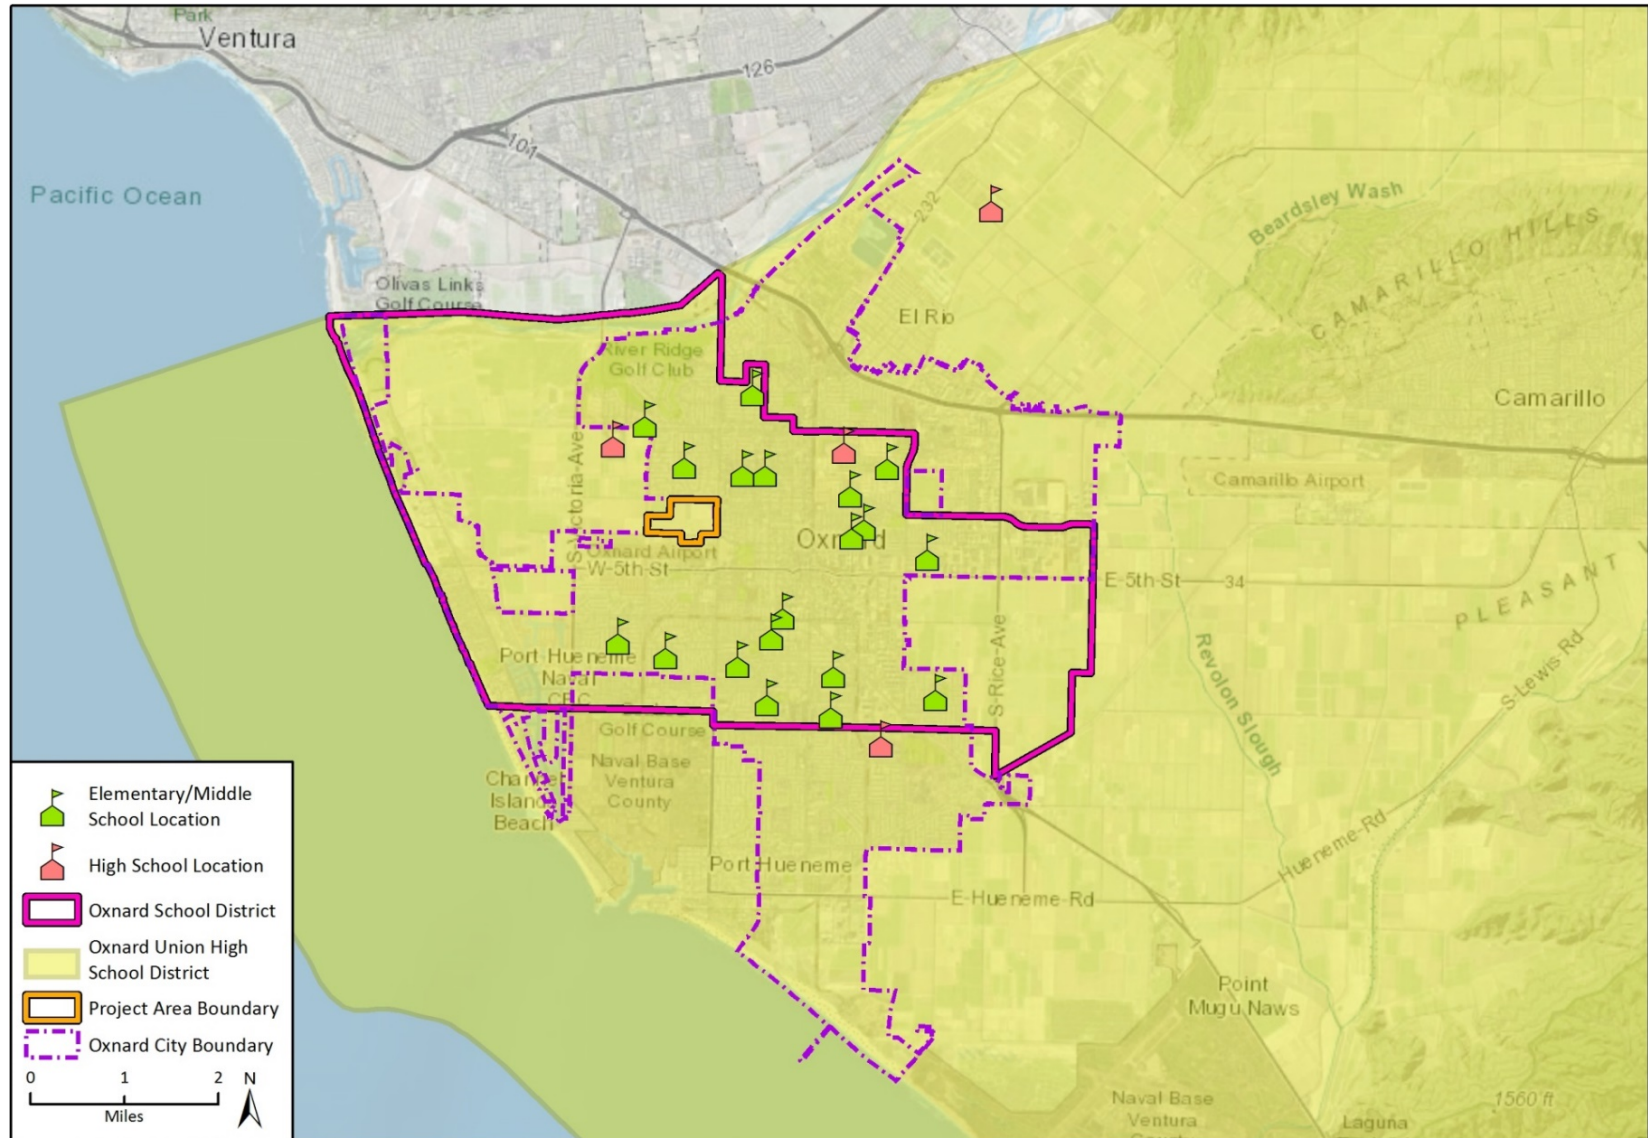 Park
Ventura
126
101
Pacific Ocean
232
Beardsley Wash
CAMARILLO HILLS
Olivas Links
Golf Course
El Rio
River Ridge
Golf Club
Camarillo
S-Victoria-Ave
Camarillo Airport
Oxnard
Oxnard Airport
W-5th-St
E-5th-St
34
PLEASANT
S-Rice-Ave
Revolon Slough
S-Lewis-Rd
Port Hueneme
Naval
Golf Course
Naval Base
Ventura
County
Channel
Island
Beach
Port Hueneme
Hueneme-Rd
E-Hueneme-Rd
Point
Mugu Naws
1560 ft
Naval Base
Ventura
Laguna
Elementary/Middle
School Location
High School Location
Oxnard School District
Oxnard Union High
School District
Project Area Boundary
Oxnard City Boundary
0 1 2 N
Miles